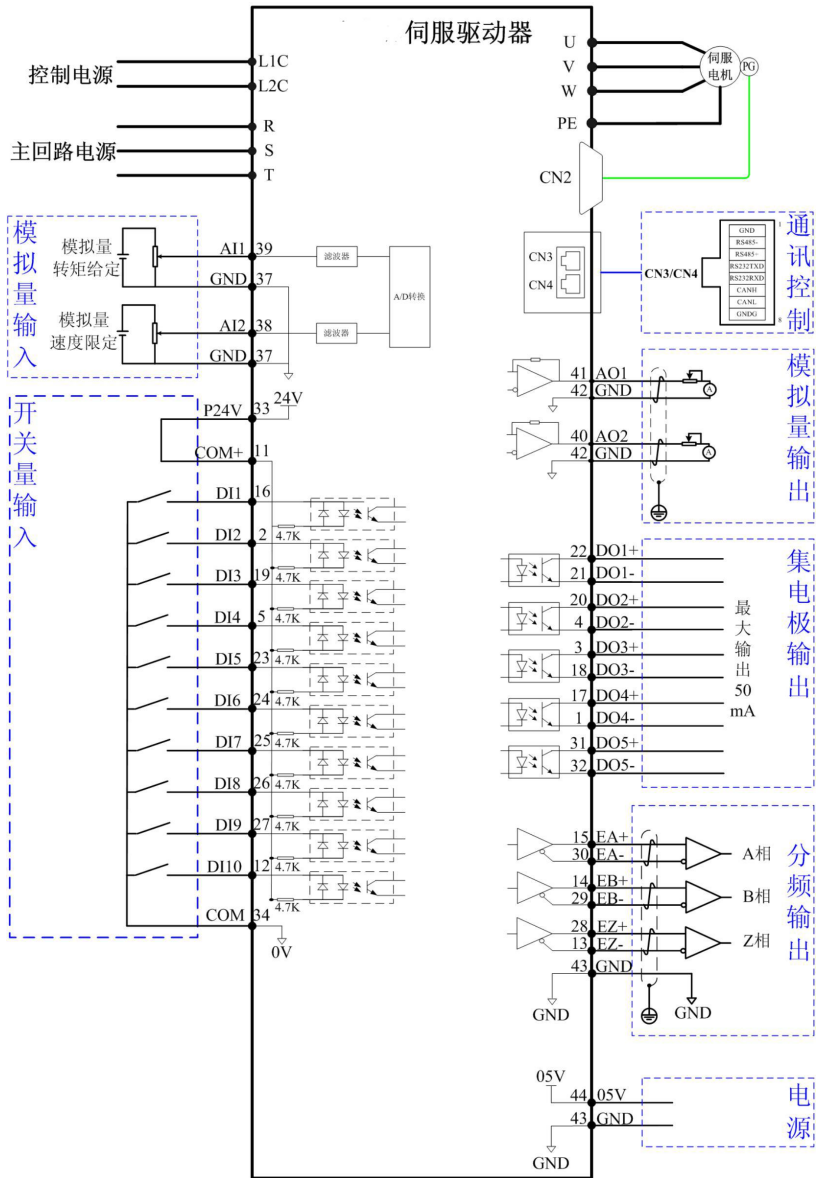 伺服驱动器
控制电源
L1C
L2C
主回路电源
R
S
T
U
V
W
PE
伺服
电机
PG
CN2
模拟量输入
模拟量
转矩给定
AI1 39
GND 37
模拟量
速度限定
AI2 38
GND 37
滤波器
滤波器
A/D转换
CN3
CN4
通讯控制
CN3/CN4
1
GND
RS485-
RS485+
RS232TXD
RS232RXD
CANH
CANL
GNDG
8
模拟量输出
41 AO1
42 GND
A
40 AO2
42 GND
A
开关量输入
P24V 33 24V
COM+ 11
DI1 16
4.7K
DI2 2
4.7K
DI3 19
4.7K
DI4 5
4.7K
DI5 23
4.7K
DI6 24
4.7K
DI7 25
4.7K
DI8 26
4.7K
DI9 27
4.7K
DI10 12
4.7K
COM 34
0V
集电极输出
22 DO1+
21 DO1-
20 DO2+
4 DO2-
3 DO3+
18 DO3-
17 DO4+
1 DO4-
31 DO5+
32 DO5-
最大输出
50
mA
分频输出
15 EA+
30 EA-
A相
14 EB+
29 EB-
B相
28 EZ+
13 EZ-
Z相
43 GND
GND
GND
电源
05V
44 05V
43 GND
GND